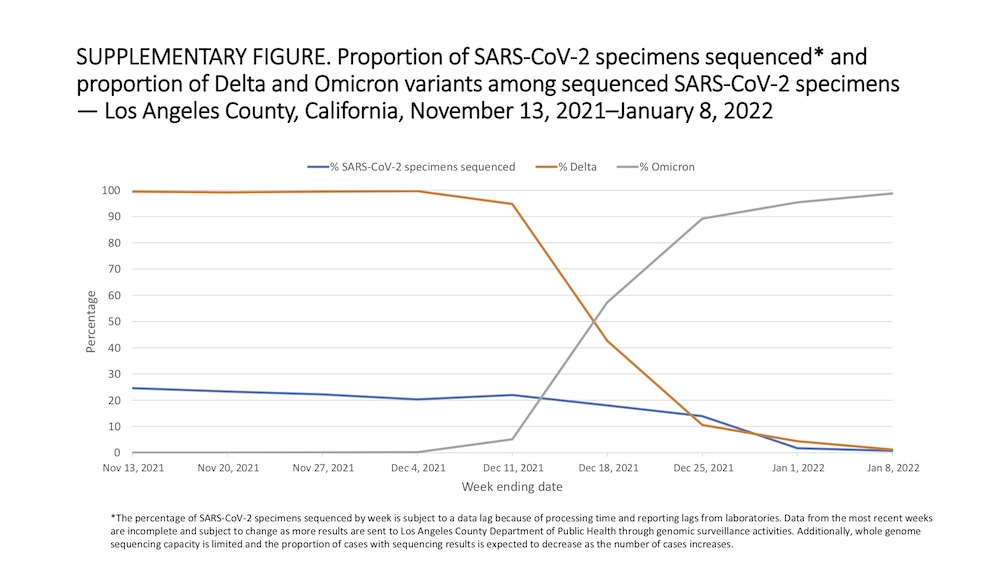 SUPPLEMENTARY FIGURE. Proportion of SARS-CoV-2 specimens sequenced* and
proportion of Delta and Omicron variants among sequenced SARS-CoV-2 specimens
— Los Angeles County, California, November 13, 2021–January 8, 2022
% SARS-CoV-2 specimens sequenced % Delta % Omicron
100
90
80
70
60
50
40
30
20
10
0
Percentage
Nov 13, 2021 Nov 20, 2021 Nov 27, 2021 Dec 4, 2021 Dec 11, 2021 Dec 18, 2021 Dec 25, 2021 Jan 1, 2022 Jan 8, 2022
Week ending date
*The percentage of SARS-CoV-2 specimens sequenced by week is subject to a data lag because of processing time and reporting lags from laboratories. Data from the most recent weeks
are incomplete and subject to change as more results are sent to Los Angeles County Department of Public Health through genomic surveillance activities. Additionally, whole genome
sequencing capacity is limited and the proportion of cases with sequencing results is expected to decrease as the number of cases increases.